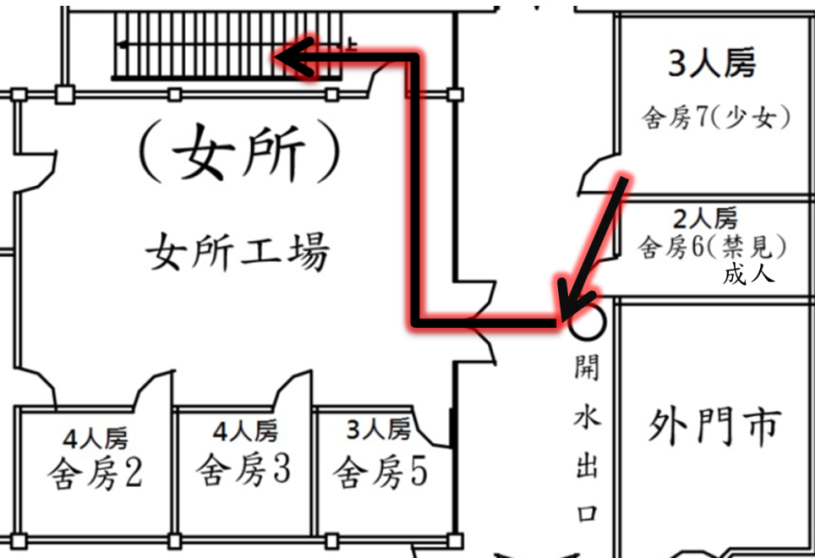 上
3人房
舍房7(少女)
(女所)
女所工場
2人房
舍房6(禁見)
成人
開水出口
外門市
4人房
舍房2
4人房
舍房3
3人房
舍房5